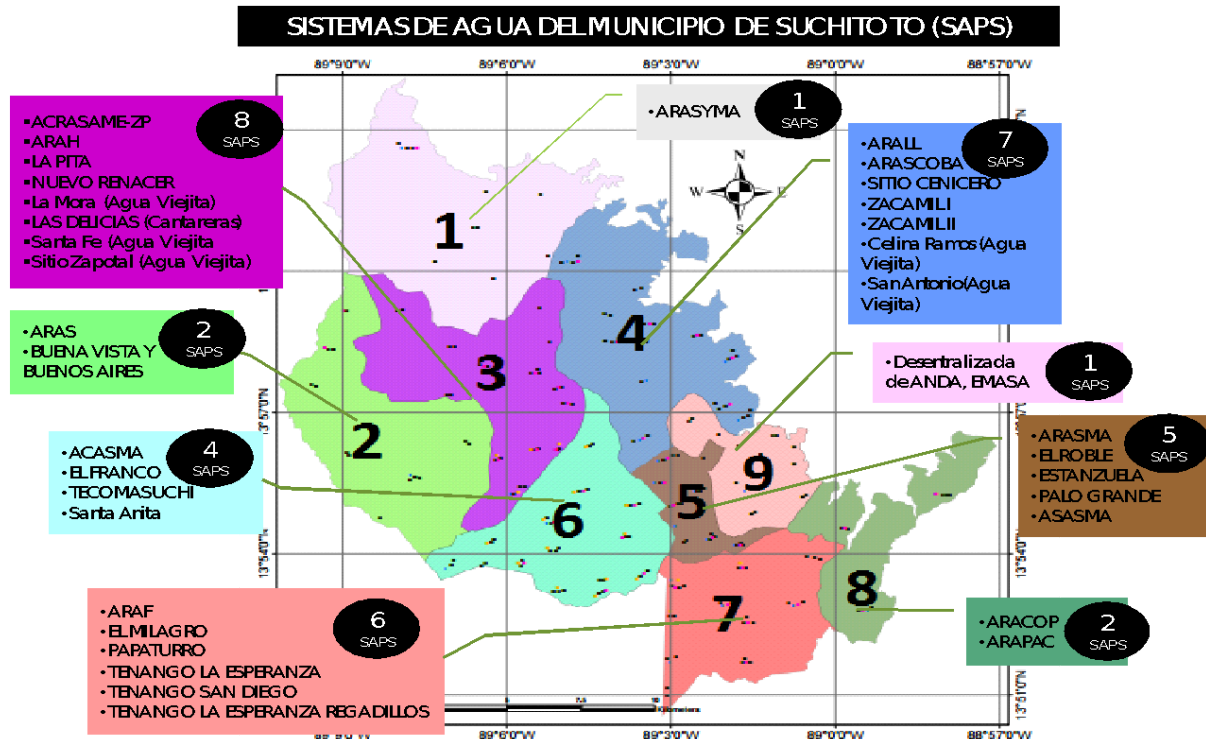 SISTEMAS DE AGUA DEL MUNICIPIO DE SUCHITOTO (SAPS)
89°9'0"W 89°6'0"W 89°3'0"W 89°0'0"W 88°57'0"W
•ACRASAME-ZP
•ARAH
•LA PITA
•NUEVO RENACER
•La Mora (Agua Viejita)
•LAS DELICIAS (Cantareras)
•Santa Fe (Agua Viejita
•Sitio Zapotal (Agua Viejita)
8
SAPS
•ARASYMA
1
SAPS
•ARALL
•ARASCOBA
•SITIO CENICERO
•ZACAMIL I
•ZACAMIL II
•Celina Ramos (Agua
Viejita)
•San Antonio (Agua
Viejita)
7
SAPS
N
W E
S
•ARAS
•BUENA VISTA Y
BUENOS AIRES
2
SAPS
•Desentralizada
de ANDA, EMASA
1
SAPS
•ACASMA
•EL FRANCO
•TECOMASUCHI
•Santa Anita
4
SAPS
•ARASMA
•EL ROBLE
•ESTANZUELA
•PALO GRANDE
•ASASMA
5
SAPS
•ARAF
•EL MILAGRO
•PAPATURRO
•TENANGO LA ESPERANZA
•TENANGO SAN DIEGO
•TENANGO LA ESPERANZA REGADILLOS
6
SAPS
•ARACOP
•ARAPAC
2
SAPS
1
4
3
2
9
5
6
8
7
13°57'0"N
13°54'0"N
13°54'0"N
13°51'0"N
Kilometers
89°6'0"W 89°3'0"W 89°0'0"W 88°57'0"W